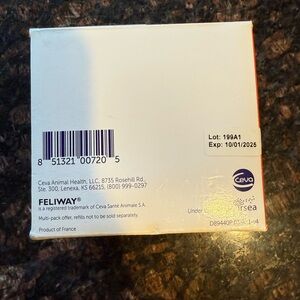 Lot: 199A1
Exp: 10/01/2025
8 51321 00720 5
Ceva Animal Health, LLC, 8735 Rosehill Rd.,
Ste. 300, Lenexa, KS 66215, (800) 999-0297
FELIWAY®
is a registered trademark of Ceva Santé Animale S.A.
Multi-pack offer, refills not to be sold separately.
Product of France
Ceva
Under